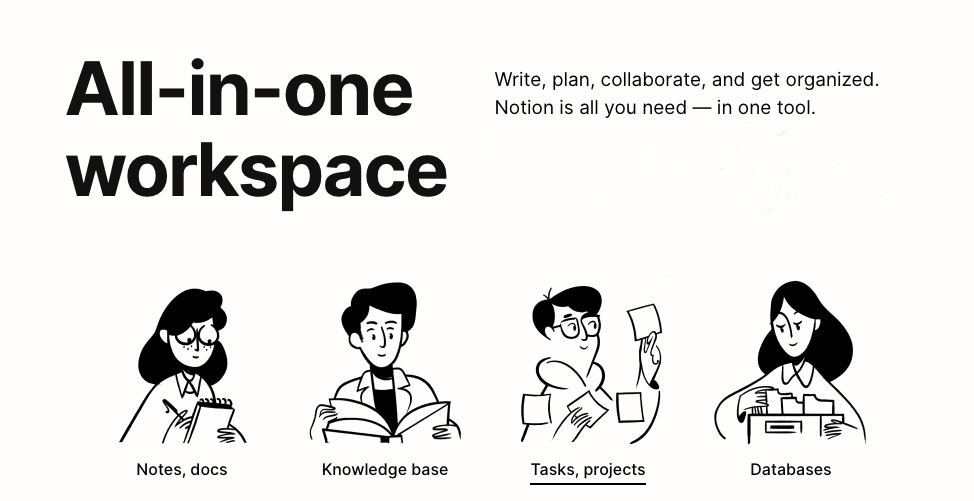 All-in-one
workspace
Write, plan, collaborate, and get organized.
Notion is all you need — in one tool.
Notes, docs
Knowledge base
Tasks, projects
Databases